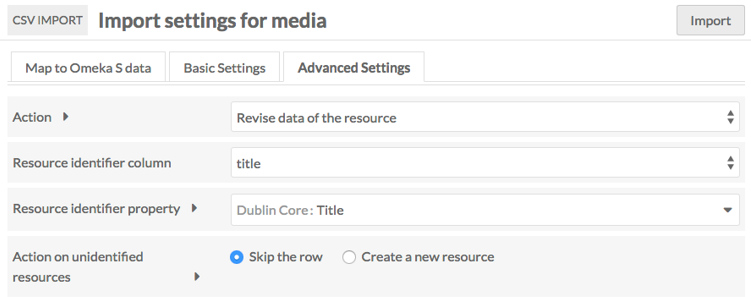 CSV IMPORT Import settings for media Import
Map to Omeka S data Basic Settings Advanced Settings
Action Revise data of the resource
Resource identifier column title
Resource identifier property Dublin Core: Title
Action on unidentified Skip the row Create a new resource
resources